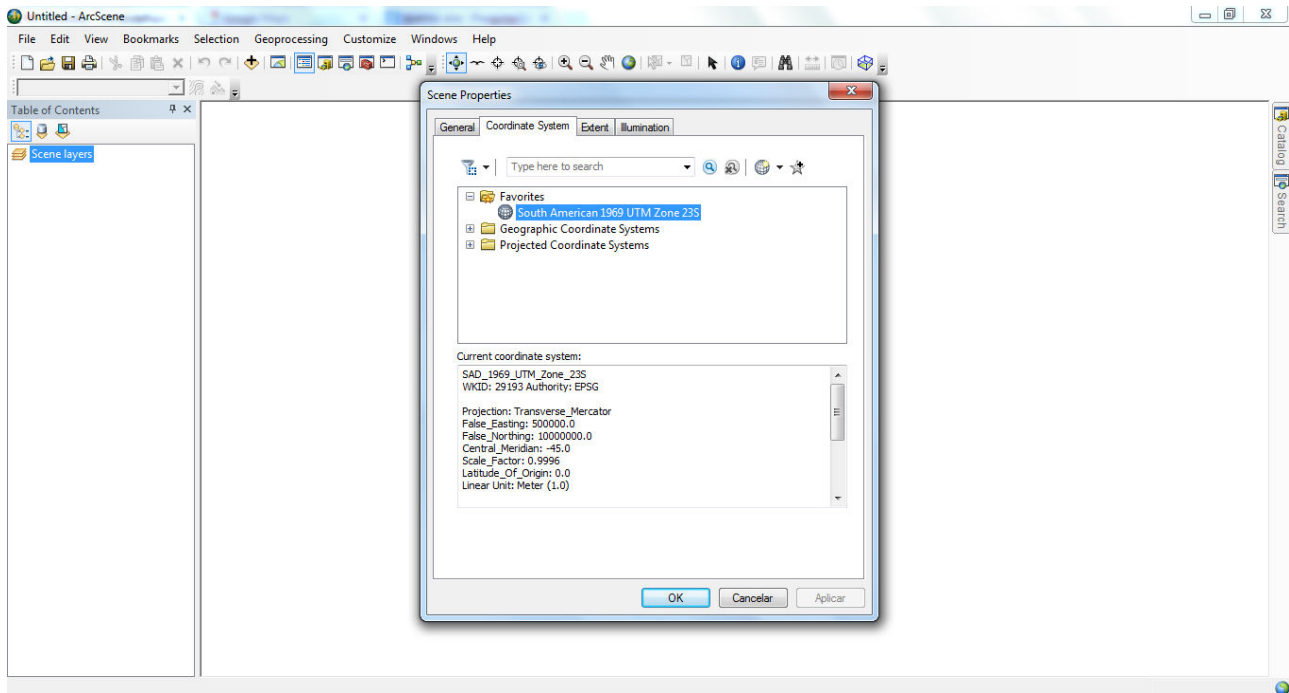 Untitled - ArcScene
File Edit View Bookmarks Selection Geoprocessing Customize Windows Help
Table of Contents
Scene layers
Scene Properties
General Coordinate System Extent Illumination
Type here to search
Favorites
South American 1969 UTM Zone 23S
Geographic Coordinate Systems
Projected Coordinate Systems
Current coordinate system:
SAD_1969_UTM_Zone_23S
WKID: 29193 Authority: EPSG
Projection: Transverse_Mercator
False_Easting: 500000.0
False_Northing: 10000000.0
Central_Meridian: -45.0
Scale_Factor: 0.9996
Latitude_Of_Origin: 0.0
Linear Unit: Meter (1.0)
OK Cancelar Aplicar
Catalog
Search